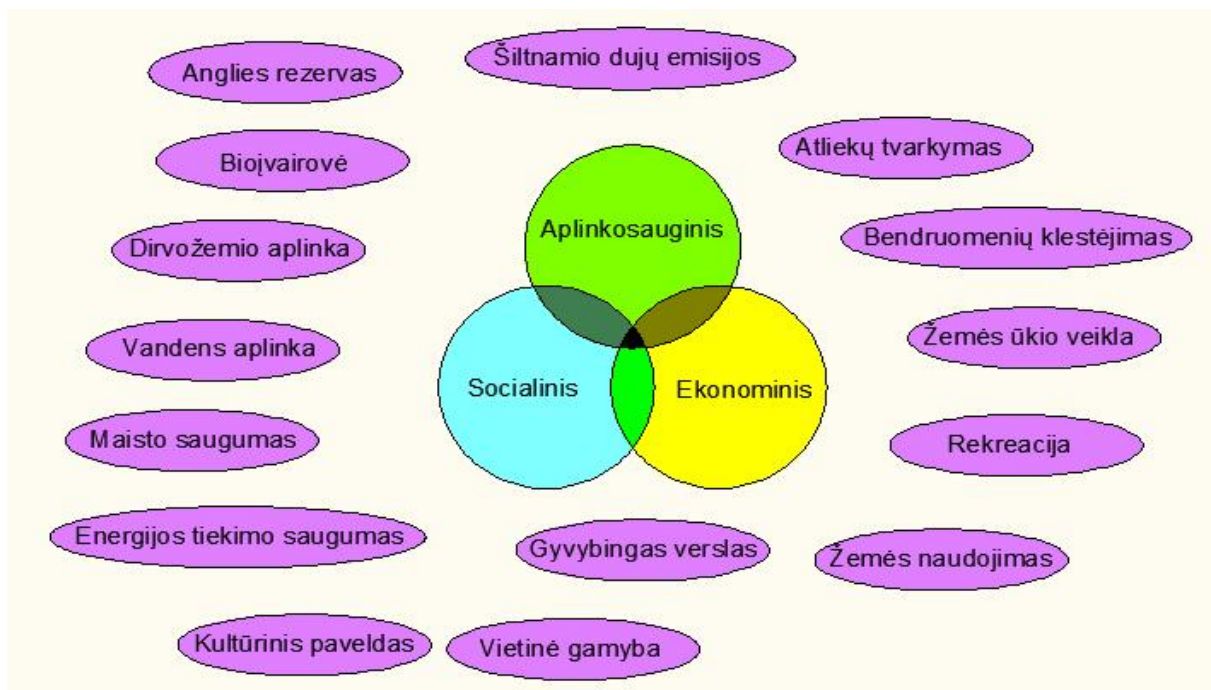 Šiltnamio dujų emisijos
Anglies rezervas
Atliekų tvarkymas
Bioįvairovė
Aplinkosauginis
Bendruomenių klestėjimas
Dirvožemio aplinka
Žemės ūkio veikla
Vandens aplinka
Socialinis
Ekonominis
Maisto saugumas
Rekreacija
Energijos tiekimo saugumas
Gyvybingas verslas
Žemės naudojimas
Kultūrinis paveldas
Vietinė gamyba